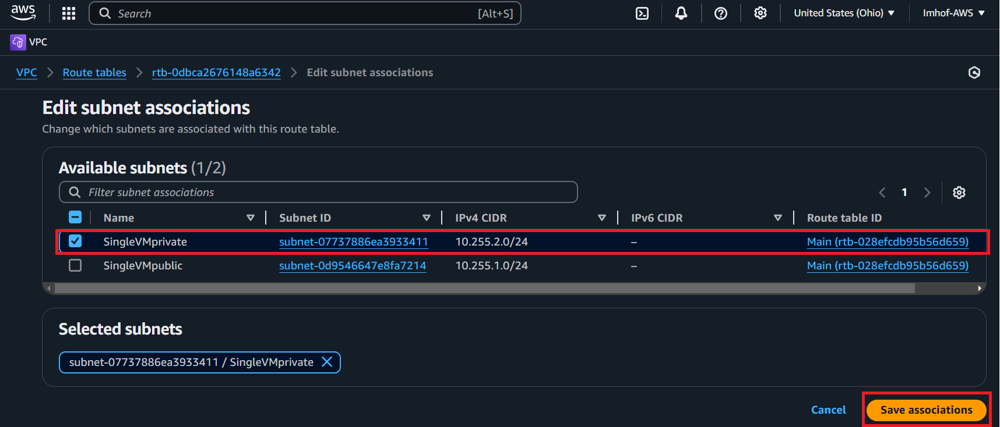 aws Search [Alt+S] United States (Ohio) Imhof-AWS
VPC
VPC Route tables rtb-0dbca2676148a6342 Edit subnet associations
Edit subnet associations
Change which subnets are associated with this route table.
Available subnets (1/2)
Filter subnet associations 1
Name Subnet ID IPv4 CIDR IPv6 CIDR Route table ID
SingleVMprivate subnet-07737886ea3933411 10.255.2.0/24 – Main (rtb-028efcdb95b56d659)
SingleVMpublic subnet-0d9546647e8fa7214 10.255.1.0/24 – Main (rtb-028efcdb95b56d659)
Selected subnets
subnet-07737886ea3933411 / SingleVMprivate
Cancel Save associations